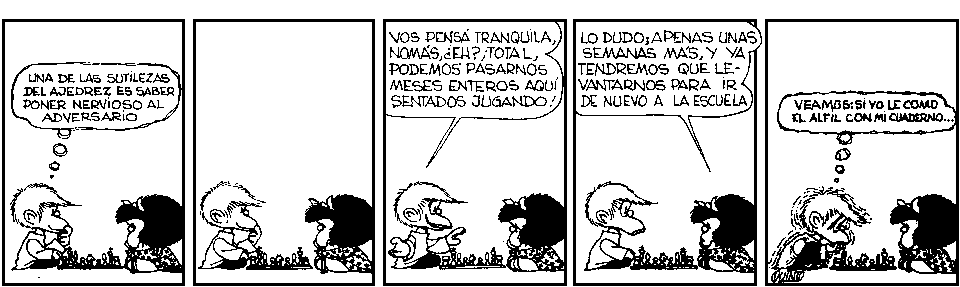 UNA DE LAS SUTILEZAS
DEL AJEDREZ ES SABER
PONER NERVIOSO AL
ADVERSARIO
VOS PENSÁ TRANQUILA,
NOMÁS, ¿EH? ¡TOTAL,
PODEMOS PASARNOS
MESES ENTEROS AQUÍ
SENTADOS JUGANDO!
LO DUDO; APENAS UNAS
SEMANAS MÁS, Y YA
TENDREMOS QUE LE-
VANTARNOS PARA IR
DE NUEVO A LA ESCUELA
VEAMOS: SI YO LE COMO
EL ALFIL CON MI CUADERNO...
QUINO